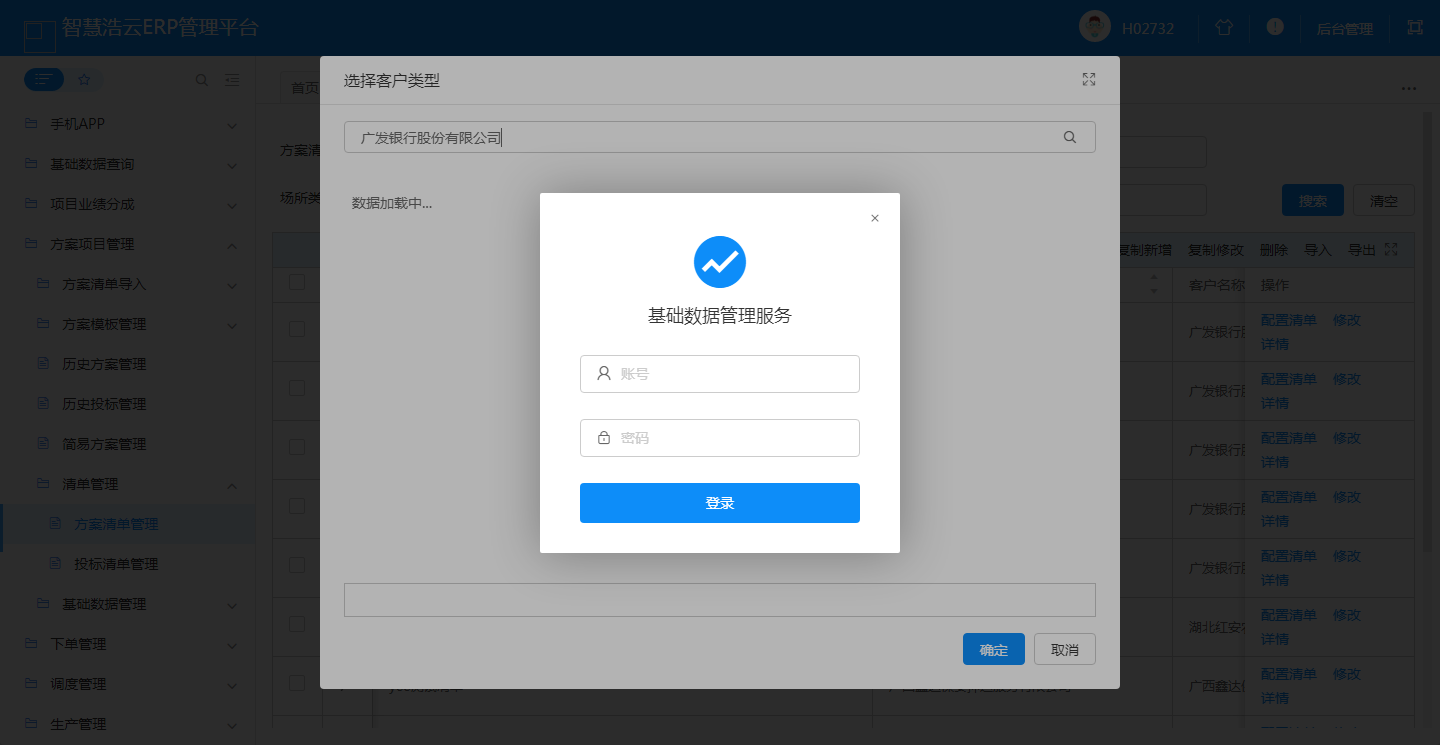 智慧浩云ERP管理平台
H02732
后台管理
首页
选择客户类型
广发银行股份有限公司
数据加载中...
基础数据管理服务
账号
密码
登录
确定
取消
手机APP
基础数据查询
项目业绩分成
方案项目管理
方案清单导入
方案模板管理
历史方案管理
历史投标管理
简易方案管理
清单管理
方案清单管理
投标清单管理
基础数据管理
下单管理
调度管理
生产管理
方案清
场所类
搜索
清空
复制新增 复制修改 删除 导入 导出
客户名称 操作
广发银行 配置清单 修改
详情
广发银行 配置清单 修改
详情
广发银行 配置清单 修改
详情
广发银行 配置清单 修改
详情
广发银行 配置清单 修改
详情
湖北红安 配置清单 修改
详情
广西鑫达 配置清单 修改
详情